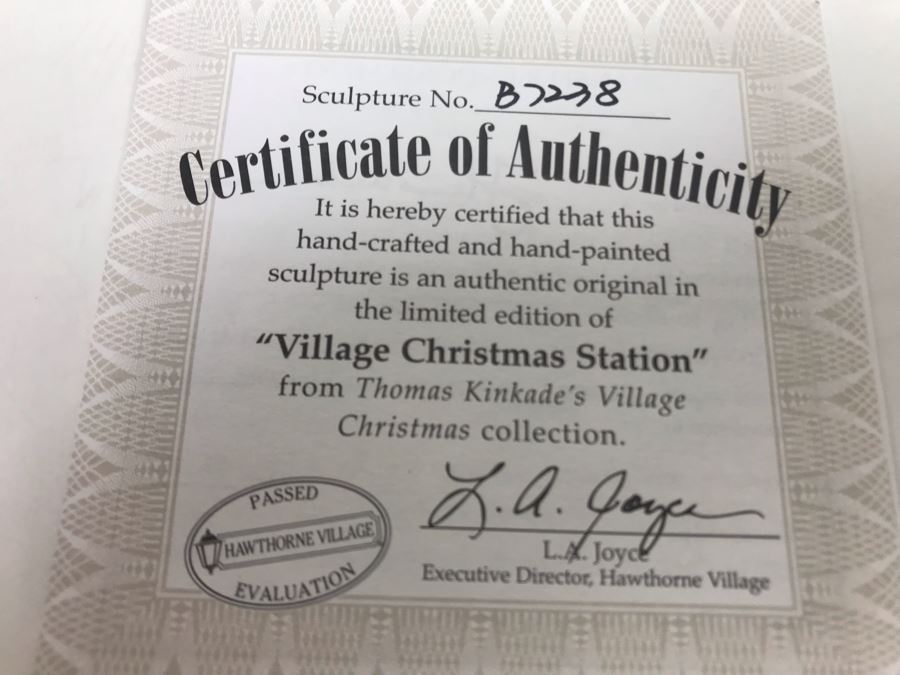 Sculpture No. B7238
Certificate of Authenticity
It is hereby certified that this
hand-crafted and hand-painted
sculpture is an authentic original in
the limited edition of
"Village Christmas Station"
from Thomas Kinkade's Village
Christmas collection.
PASSED
HAWTHORNE VILLAGE
EVALUATION
L. A. Joyce
L.A. Joyce
Executive Director, Hawthorne Village